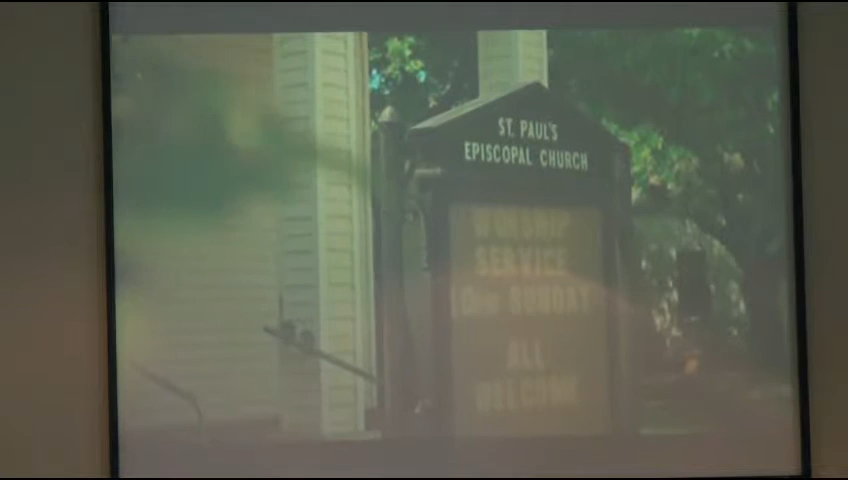 ST. PAUL'S
EPISCOPAL CHURCH
WORSHIP
SERVICE
SUNDAY
ALL
WELCOME